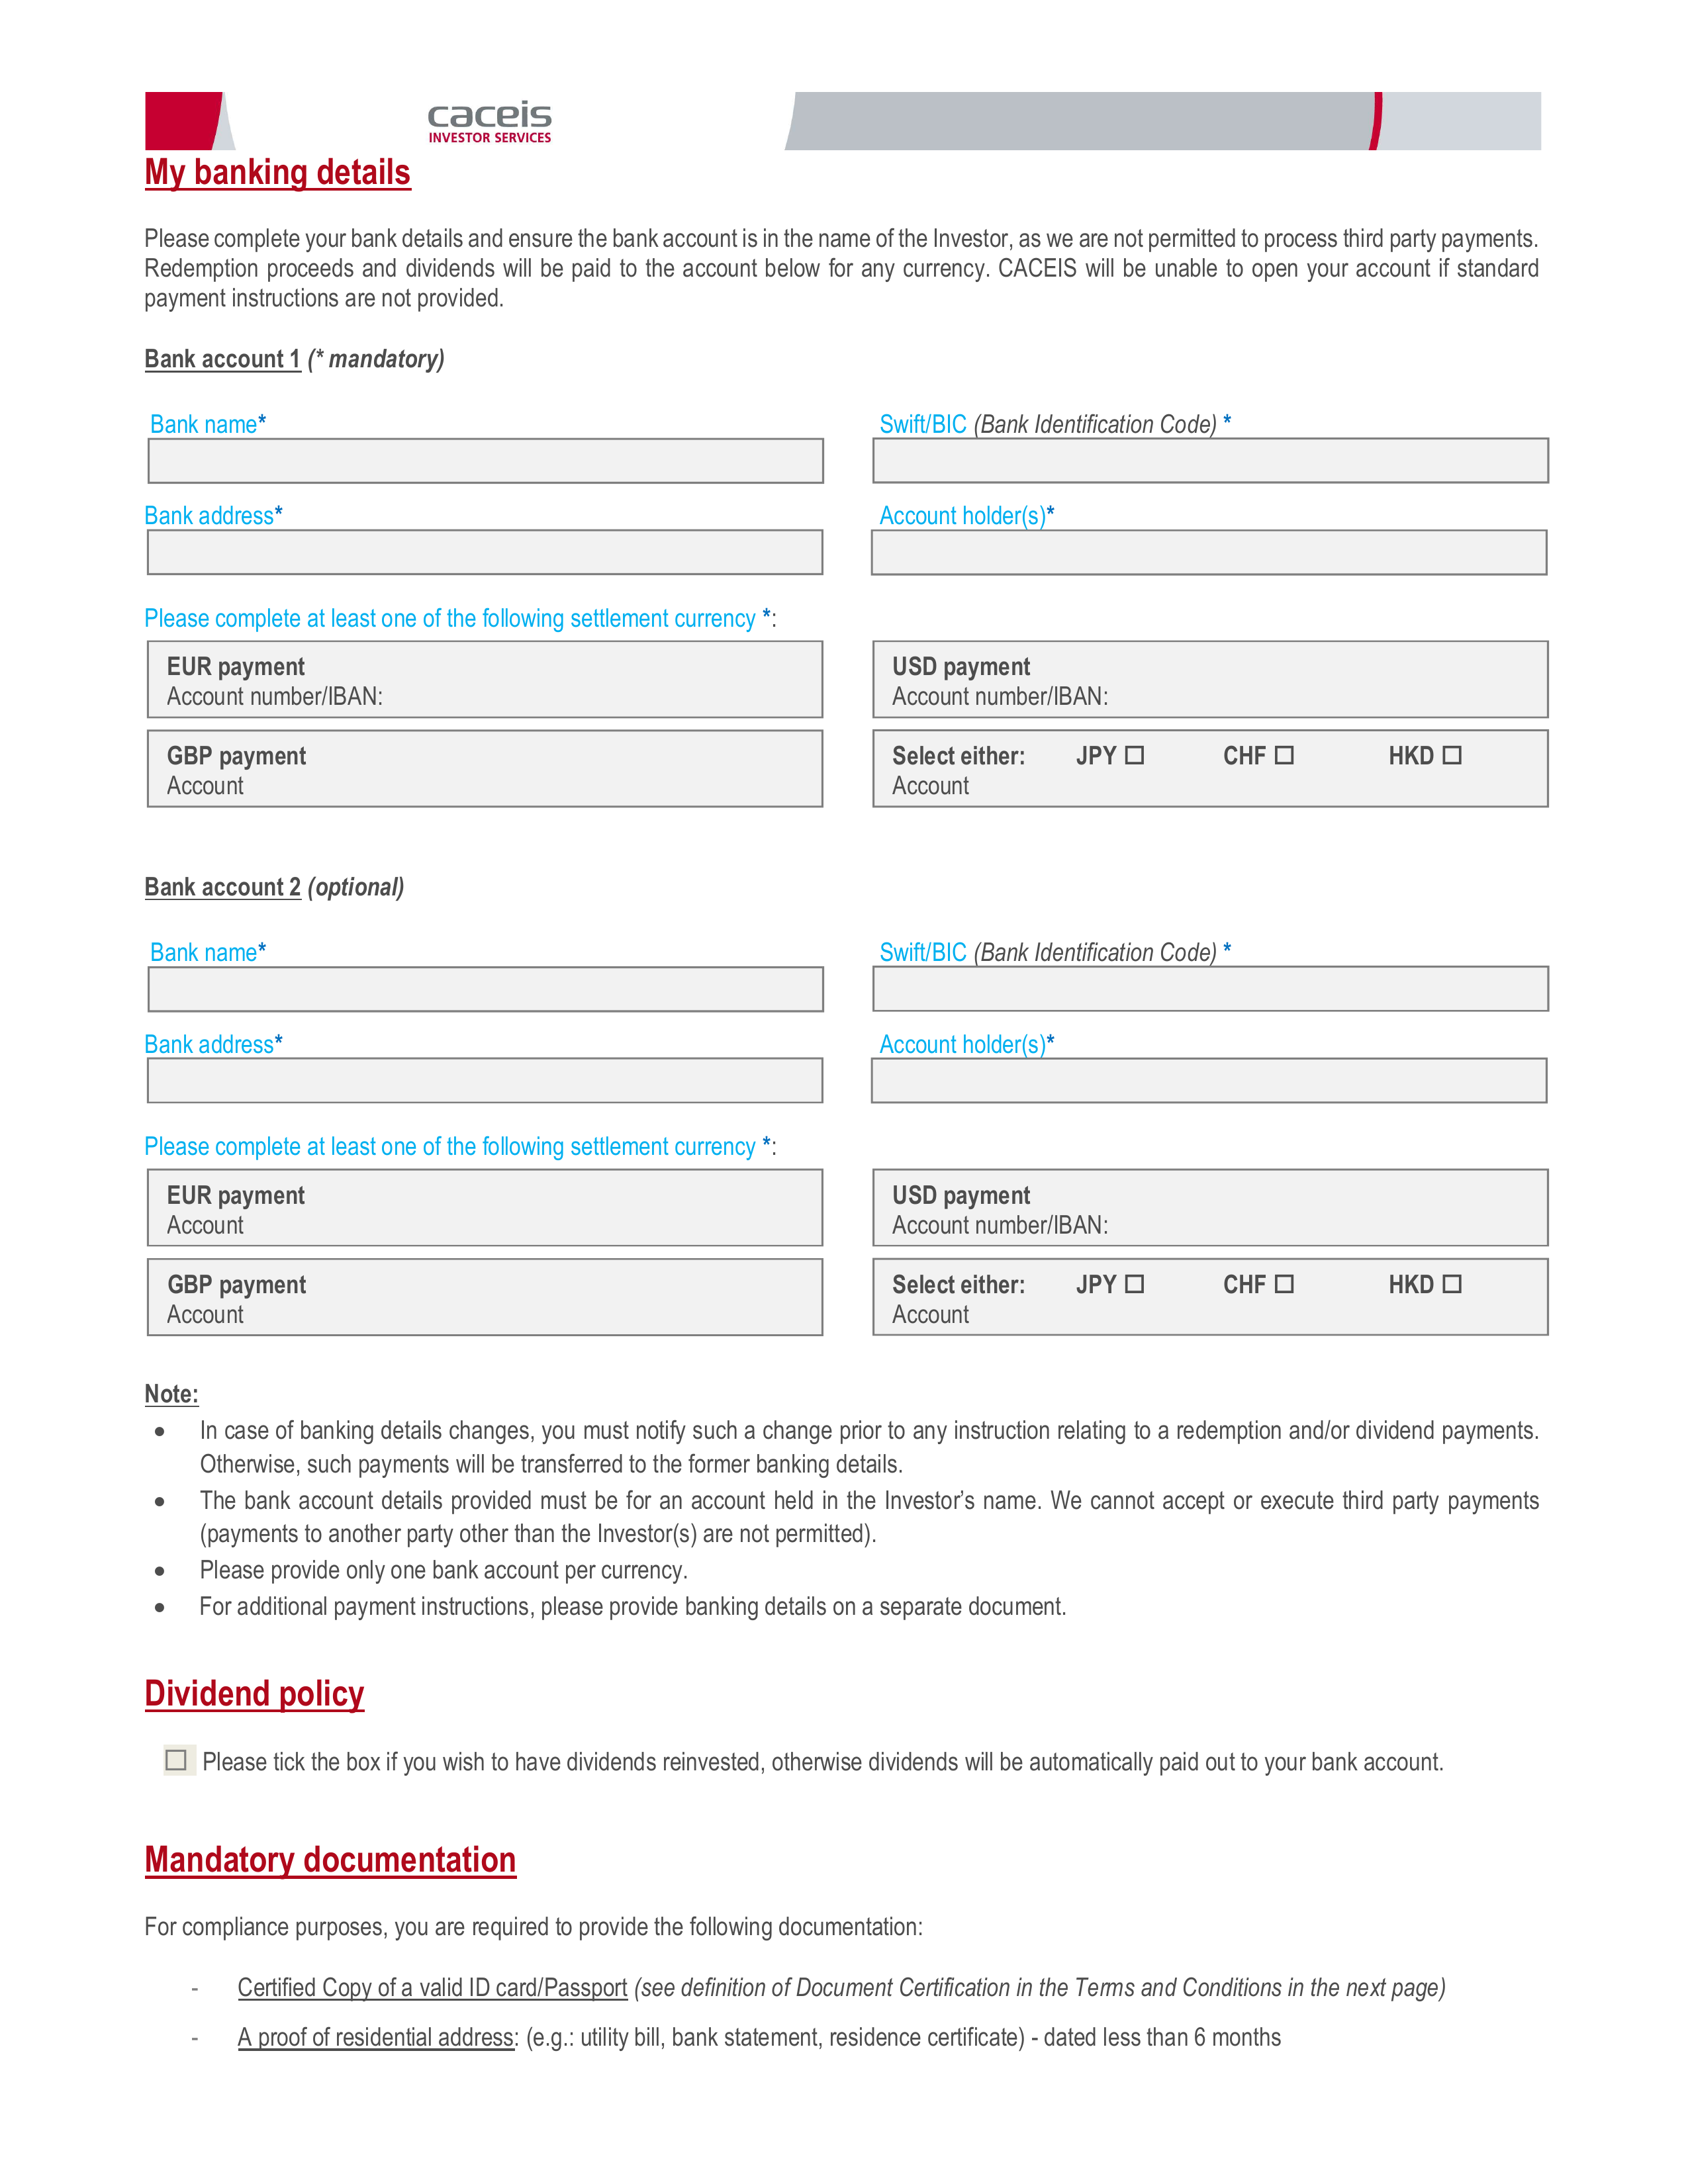 caceis
INVESTOR SERVICES
My banking details
Please complete your bank details and ensure the bank account is in the name of the Investor, as we are not permitted to process third party payments.
Redemption proceeds and dividends will be paid to the account below for any currency. CACEIS will be unable to open your account if standard
payment instructions are not provided.
Bank account 1 (* mandatory)
Bank name*
Swift/BIC (Bank Identification Code) *
Bank address*
Account holder(s)*
Please complete at least one of the following settlement currency *:
EUR payment
Account number/IBAN:
USD payment
Account number/IBAN:
GBP payment
Account
Select either: JPY ☐ CHF ☐ HKD ☐
Account
Bank account 2 (optional)
Bank name*
Swift/BIC (Bank Identification Code) *
Bank address*
Account holder(s)*
Please complete at least one of the following settlement currency *:
EUR payment
Account
USD payment
Account number/IBAN:
GBP payment
Account
Select either: JPY ☐ CHF ☐ HKD ☐
Account
Note:
• In case of banking details changes, you must notify such a change prior to any instruction relating to a redemption and/or dividend payments.
Otherwise, such payments will be transferred to the former banking details.
• The bank account details provided must be for an account held in the Investor's name. We cannot accept or execute third party payments
(payments to another party other than the Investor(s) are not permitted).
• Please provide only one bank account per currency.
• For additional payment instructions, please provide banking details on a separate document.
Dividend policy
☐ Please tick the box if you wish to have dividends reinvested, otherwise dividends will be automatically paid out to your bank account.
Mandatory documentation
For compliance purposes, you are required to provide the following documentation:
- Certified Copy of a valid ID card/Passport (see definition of Document Certification in the Terms and Conditions in the next page)
- A proof of residential address: (e.g.: utility bill, bank statement, residence certificate) - dated less than 6 months